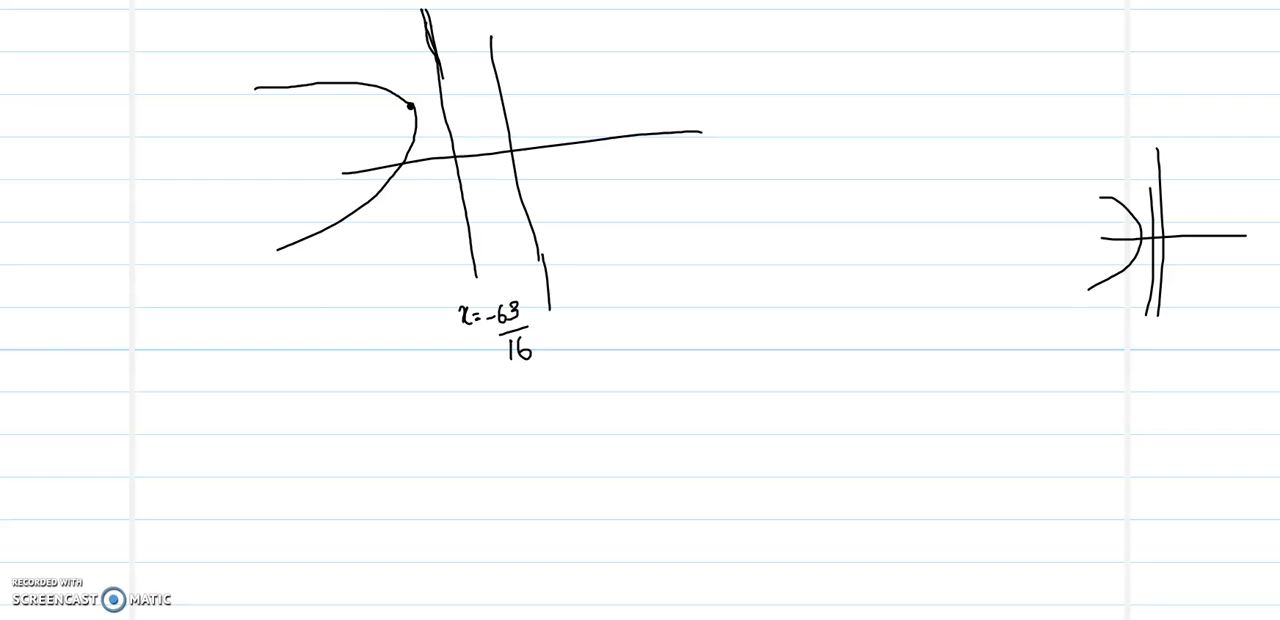 x = -63
16
RECORDED WITH
SCREENCAST MATIC